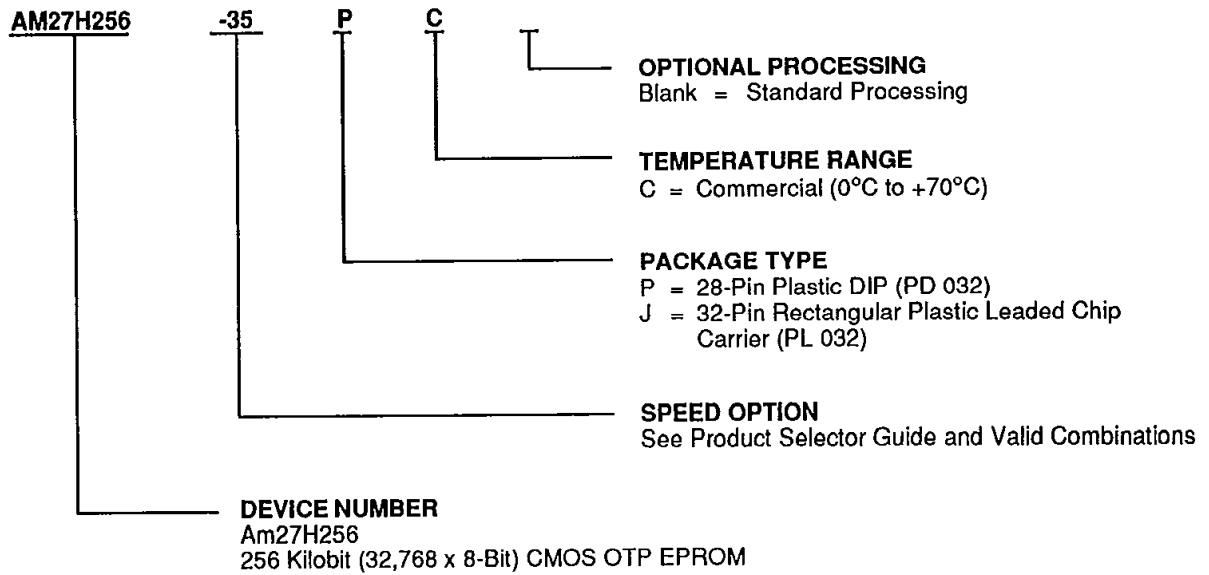 AM27H256 -35 P C
OPTIONAL PROCESSING
Blank = Standard Processing
TEMPERATURE RANGE
C = Commercial (0°C to +70°C)
PACKAGE TYPE
P = 28-Pin Plastic DIP (PD 032)
J = 32-Pin Rectangular Plastic Leaded Chip
Carrier (PL 032)
SPEED OPTION
See Product Selector Guide and Valid Combinations
DEVICE NUMBER
Am27H256
256 Kilobit (32,768 x 8-Bit) CMOS OTP EPROM